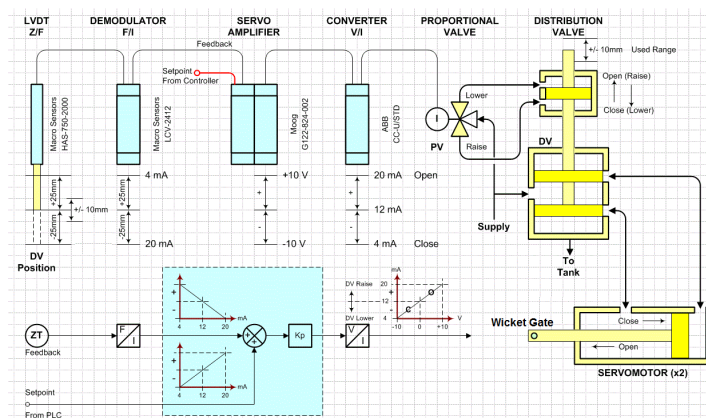 LVDT
Z/F
DEMODULATOR
F/I
SERVO
AMPLIFIER
CONVERTER
V/I
PROPORTIONAL
VALVE
DISTRIBUTION
VALVE
Feedback
+/- 10mm Used Range
Setpoint
From Controller
Macro Sensors
HAS-750-2000
Macro Sensors
LCV-2412
Moog
G122-824-002
ABB
CC-U/STD
Lower
I
PV
Raise
Open (Raise)
Close (Lower)
DV
4 mA
+10 V
20 mA Open
+25mm
+25mm
+
+/- 10mm
12 mA
-25mm
-25mm
-
20 mA
-10 V
4 mA Close
Supply
To
Tank
DV
Position
mA
+
-
4 12 20 mA
DV Raise
DV Lower
mA
20
12
4
+
-
O
C
-10 0 +10 V
ZT
Feedback
F
I
+
+
Kp
V
I
+
-
4 12 20 mA
Wicket Gate
Close
Open
SERVOMOTOR (x2)
Setpoint
From PLC